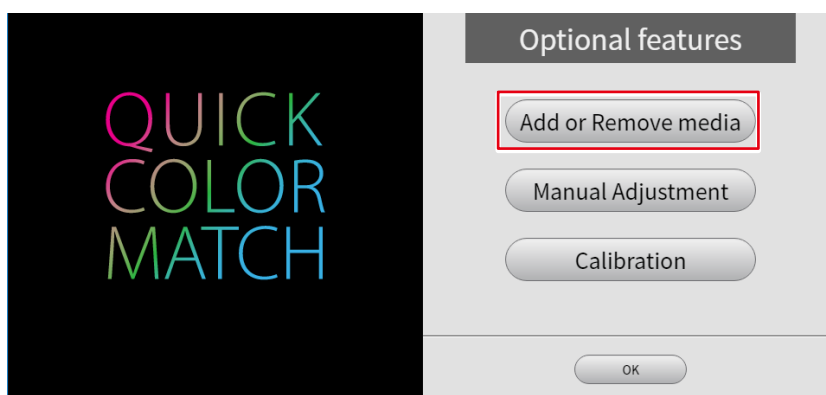 QUICK
COLOR
MATCH
Optional features
Add or Remove media
Manual Adjustment
Calibration
OK